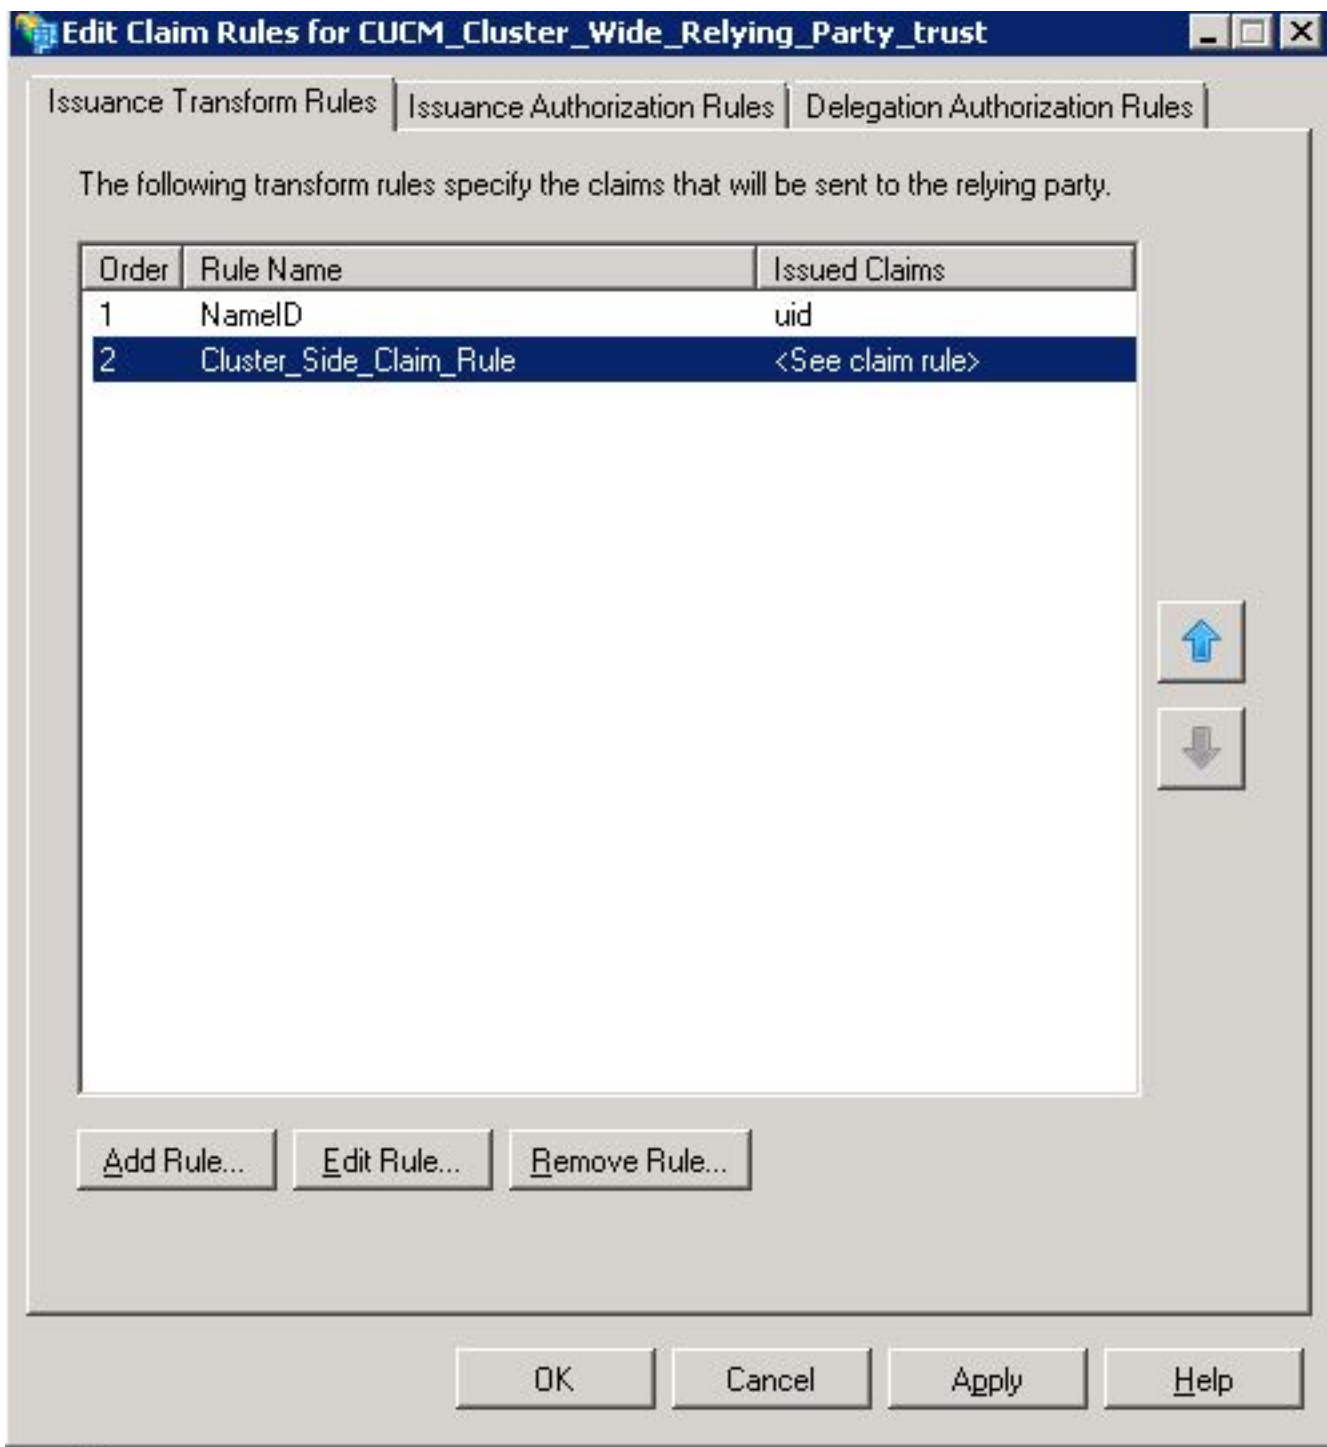 Edit Claim Rules for CUCM_Cluster_Wide_Relying_Party_trust
Issuance Transform Rules Issuance Authorization Rules Delegation Authorization Rules
The following transform rules specify the claims that will be sent to the relying party.
Order Rule Name Issued Claims
1 NameID uid
2 Cluster_Side_Claim_Rule <See claim rule>
Add Rule... Edit Rule... Remove Rule...
OK Cancel Apply Help